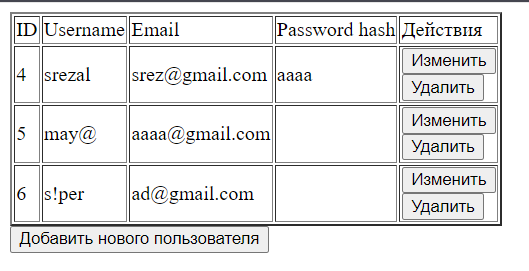 ID Username Email Password hash Действия
4 srezal srez@gmail.com aaaa Изменить
Удалить
5 may@ aaaa@gmail.com Изменить
Удалить
6 s!per ad@gmail.com Изменить
Удалить
Добавить нового пользователя